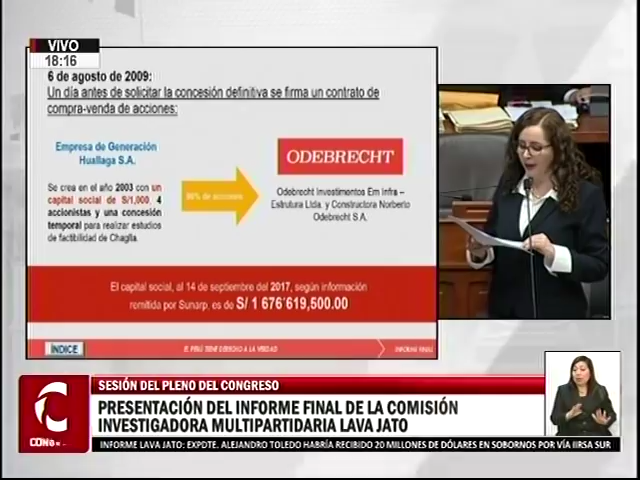 VIVO
18:16
6 de agosto de 2009:
Un día antes de solicitar la concesión definitiva se firma un contrato de
compra-venta de acciones:
Empresa de Generación
Huallaga S.A.
Se crea en el año 2003 con un
capital social de S/1,000, 4
accionistas y una concesión
temporal para realizar estudios
de factibilidad de Chaglla.
de acciones
ODEBRECHT
Odebrecht Investimentos Em Infra –
Estrutura Ltda. y Constructora Norberto
Odebrecht S.A.
El capital social, al 14 de septiembre del 2017, según información
remitida por Sunarp, es de S/ 1 676´619,500.00
ÍNDICE
EL PERÚ TIENE DERECHO A LA VERDAD
INFORME FINAL
SESIÓN DEL PLENO DEL CONGRESO
PRESENTACIÓN DEL INFORME FINAL DE LA COMISIÓN
INVESTIGADORA MULTIPARTIDARIA LAVA JATO
INFORME LAVA JATO: EXPDTE. ALEJANDRO TOLEDO HABRÍA RECIBIDO 20 MILLONES DE DÓLARES EN SOBORNOS POR VÍA IIRSA SUR